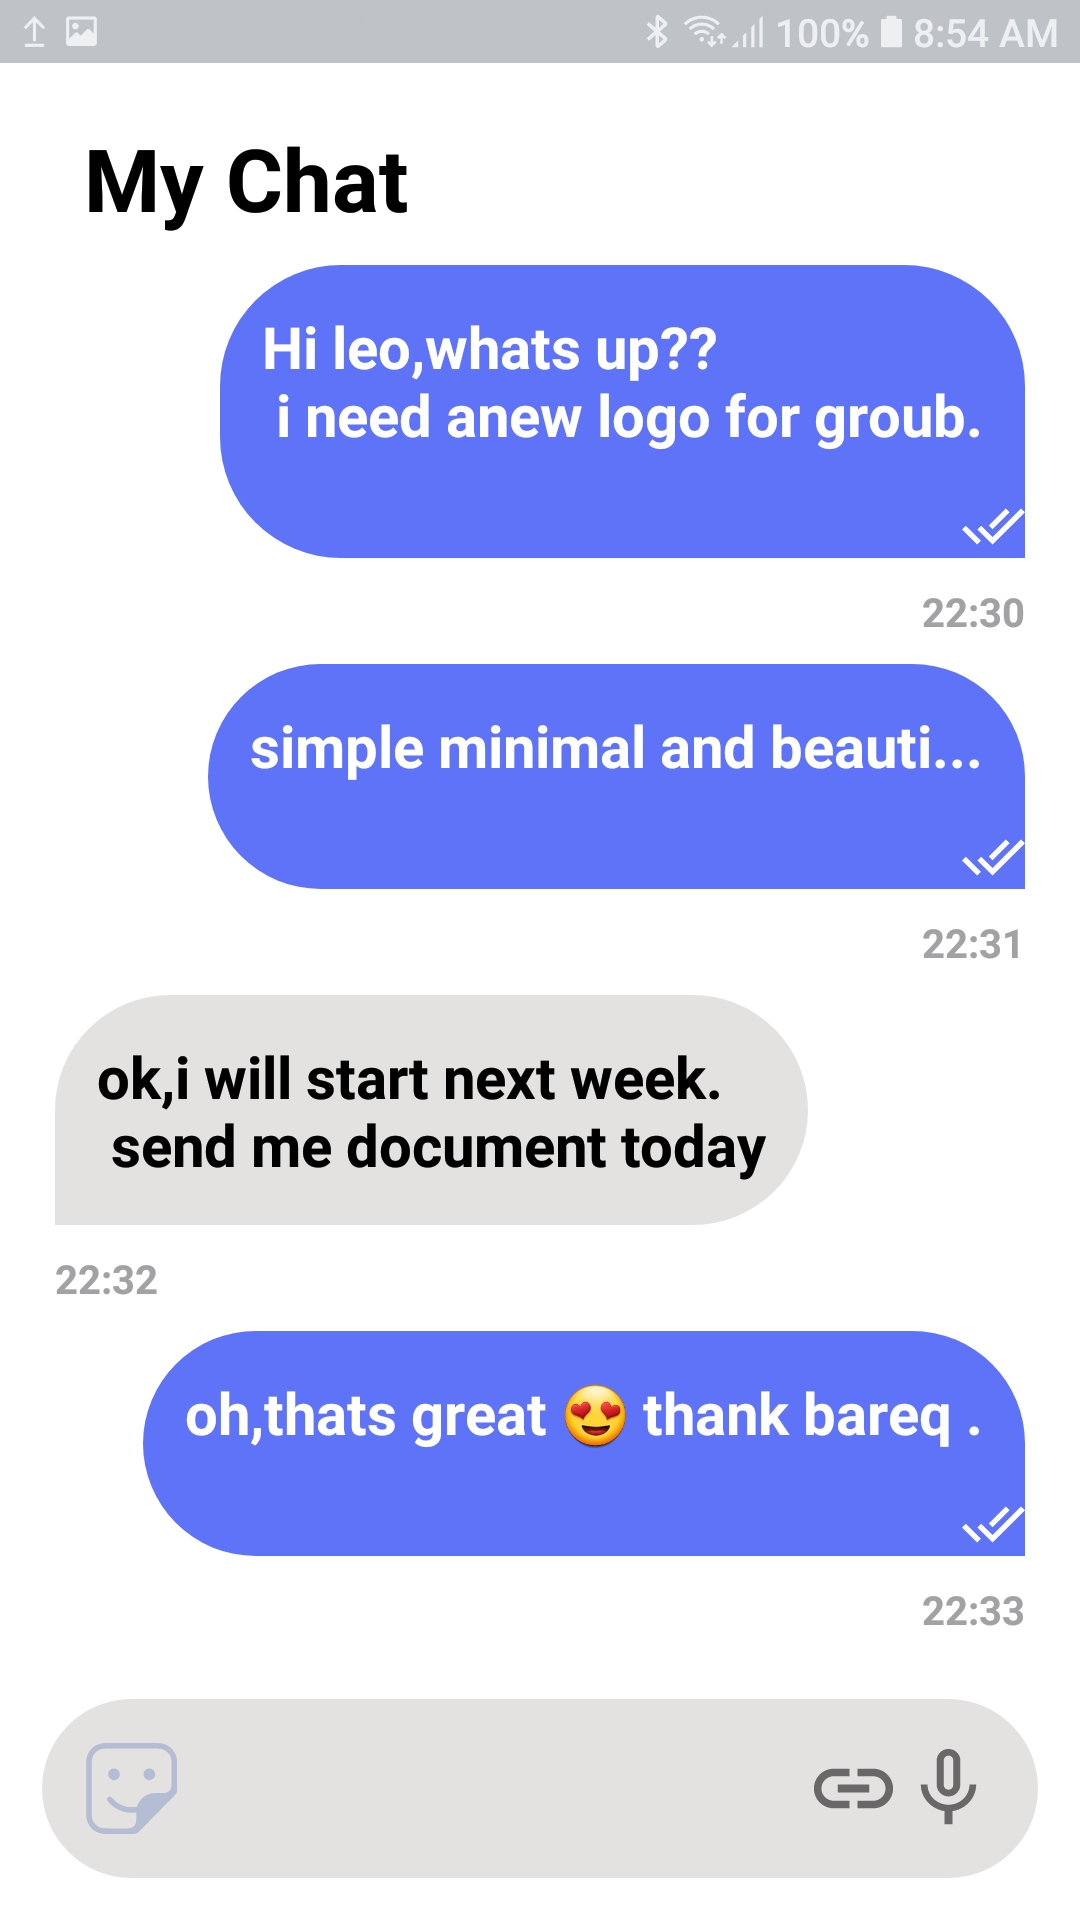 100% 8:54 AM
My Chat
Hi leo,whats up??
i need anew logo for groub.
22:30
simple minimal and beauti...
22:31
ok,i will start next week.
send me document today
22:32
oh,thats great 😍 thank bareq .
22:33